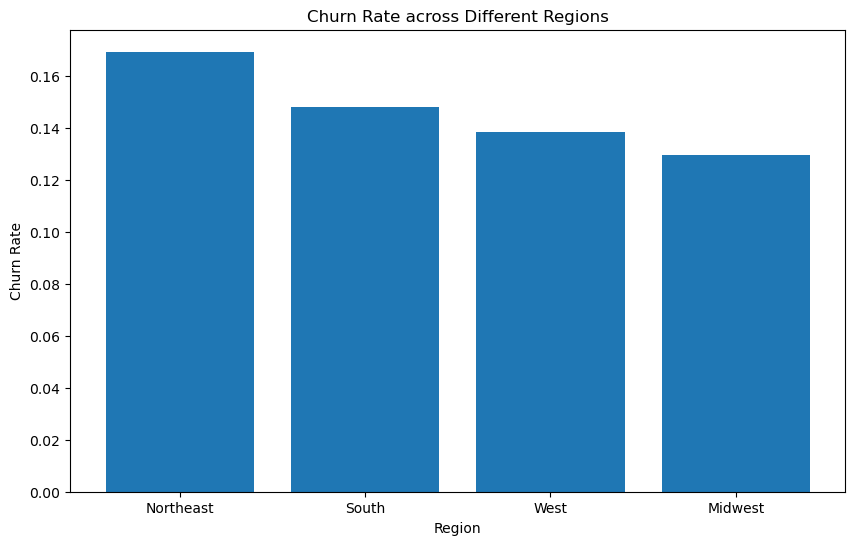 Churn Rate across Different Regions
0.16
0.14
0.12
0.10
0.08
0.06
0.04
0.02
0.00
Churn Rate
Northeast South West Midwest
Region